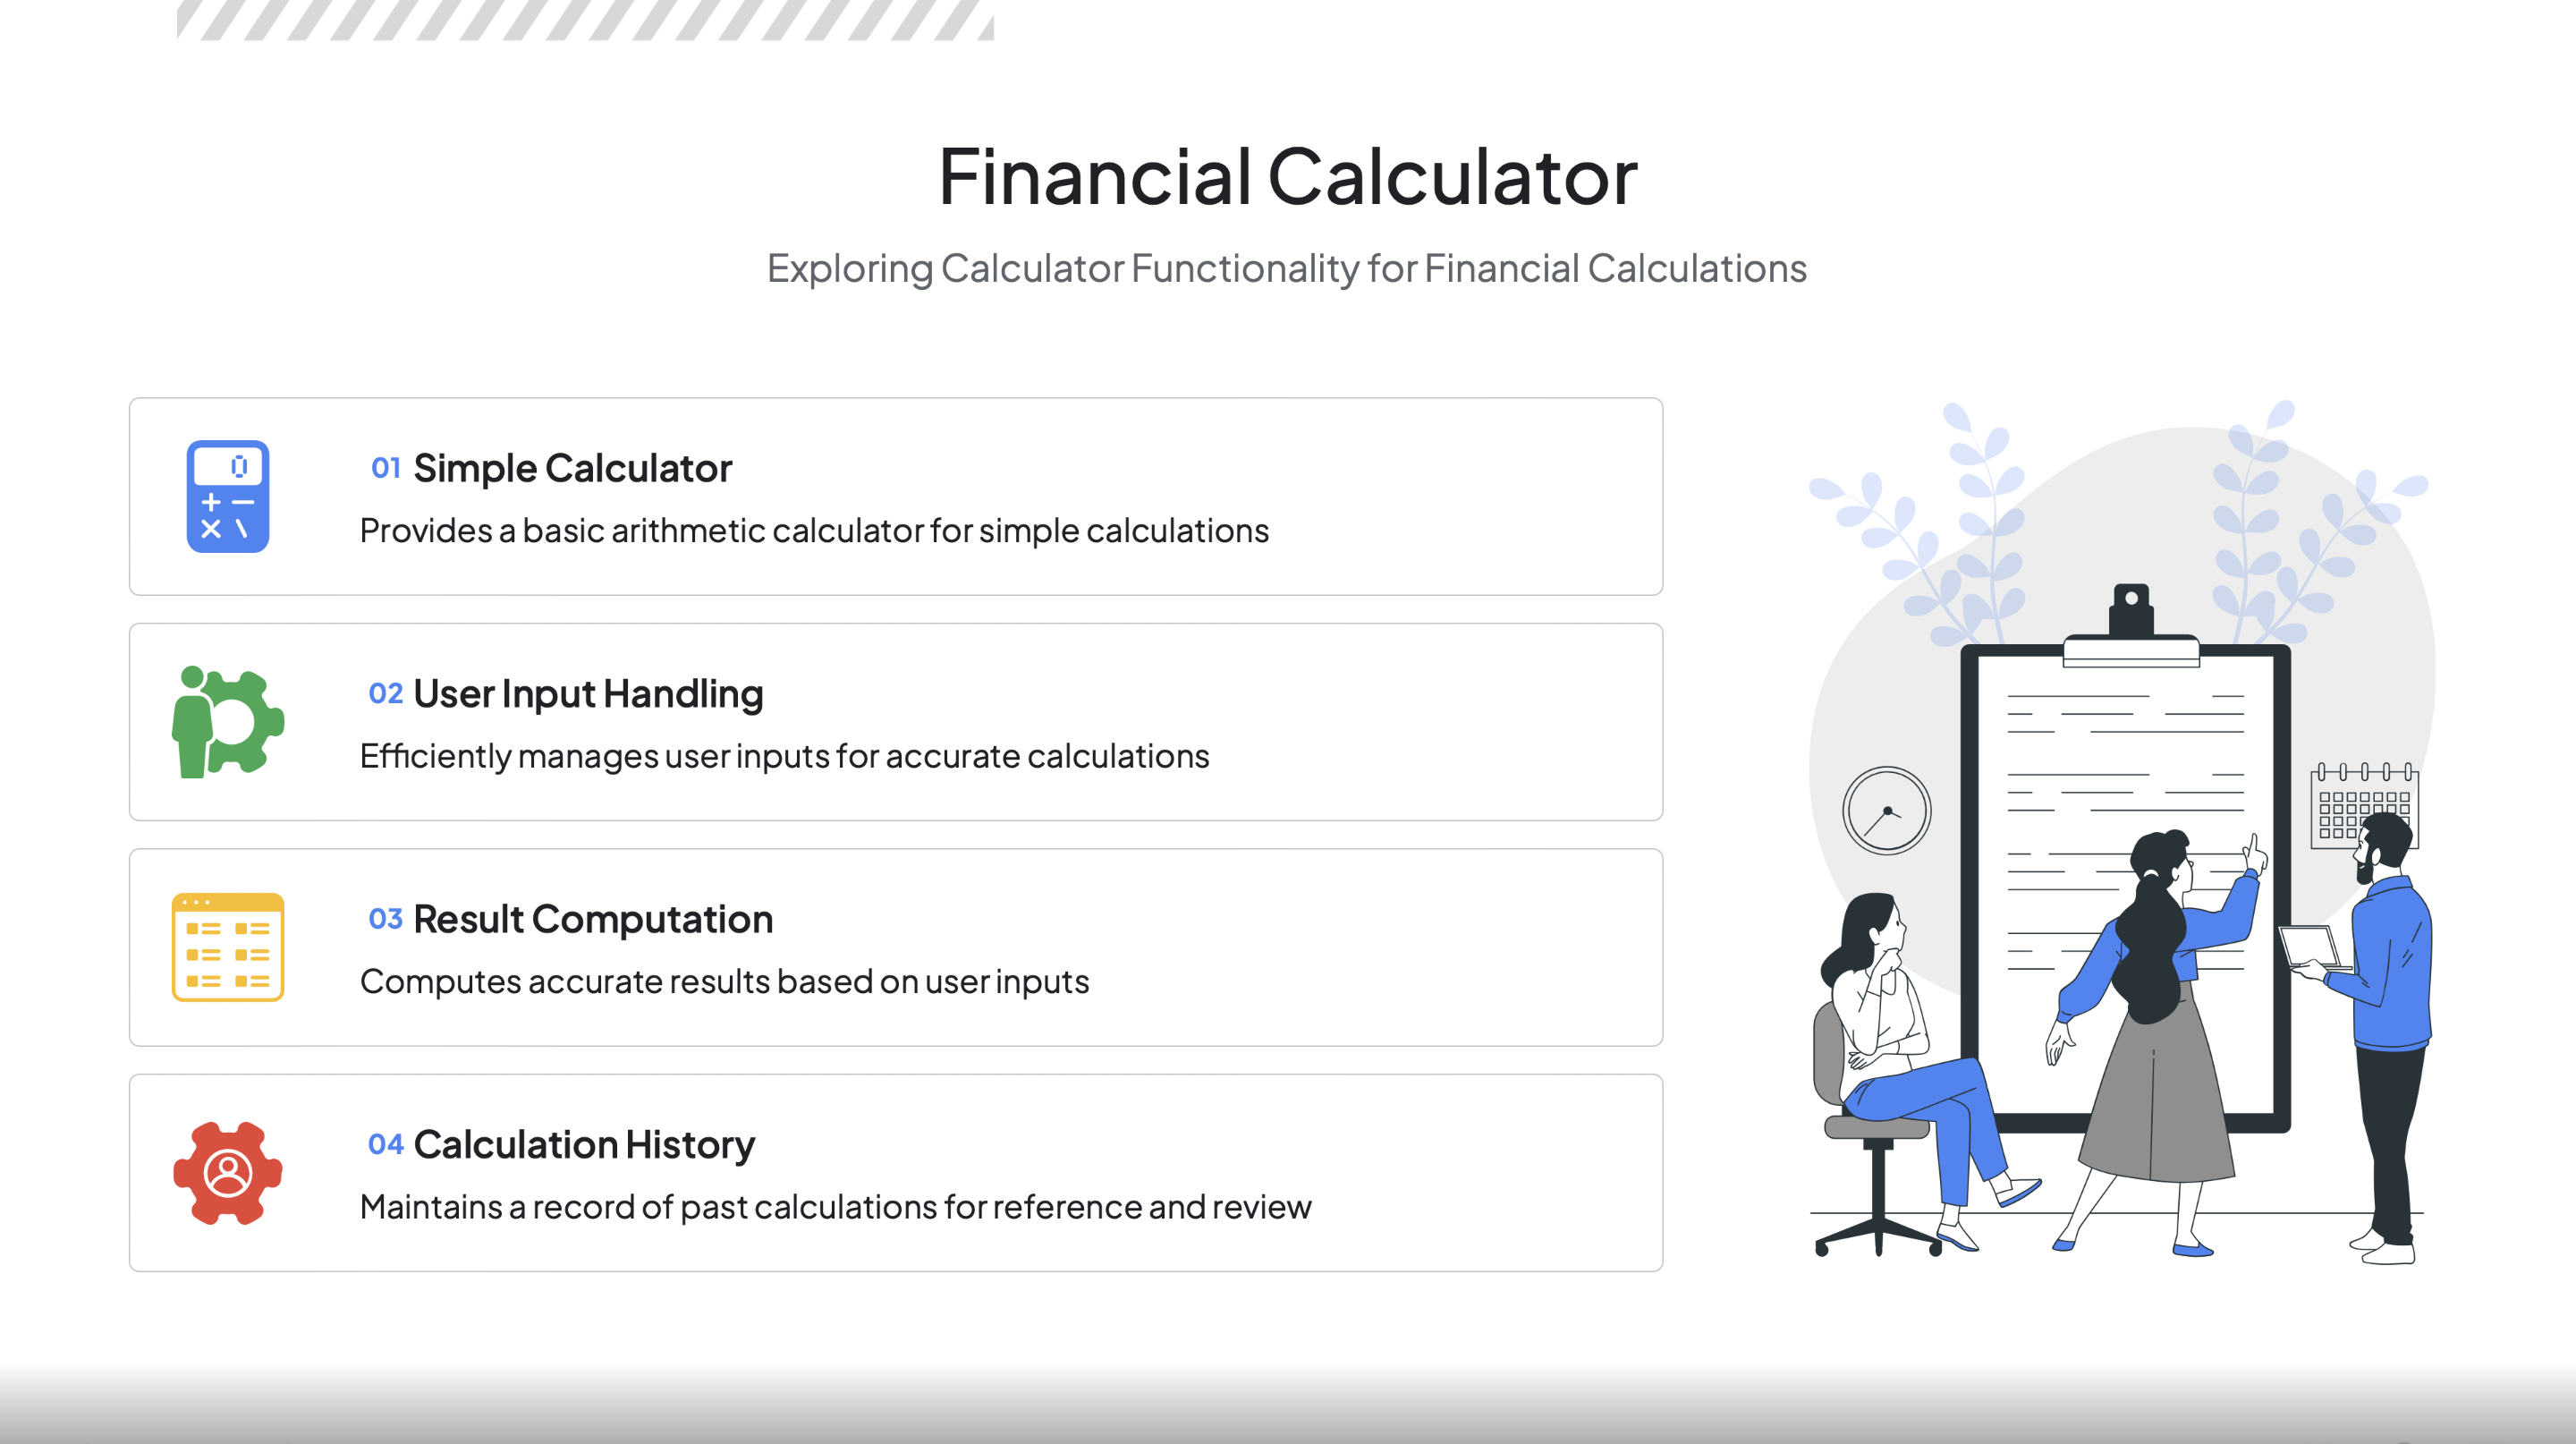 Financial Calculator
Exploring Calculator Functionality for Financial Calculations
0
01 Simple Calculator
Provides a basic arithmetic calculator for simple calculations
02 User Input Handling
Efficiently manages user inputs for accurate calculations
03 Result Computation
Computes accurate results based on user inputs
04 Calculation History
Maintains a record of past calculations for reference and review